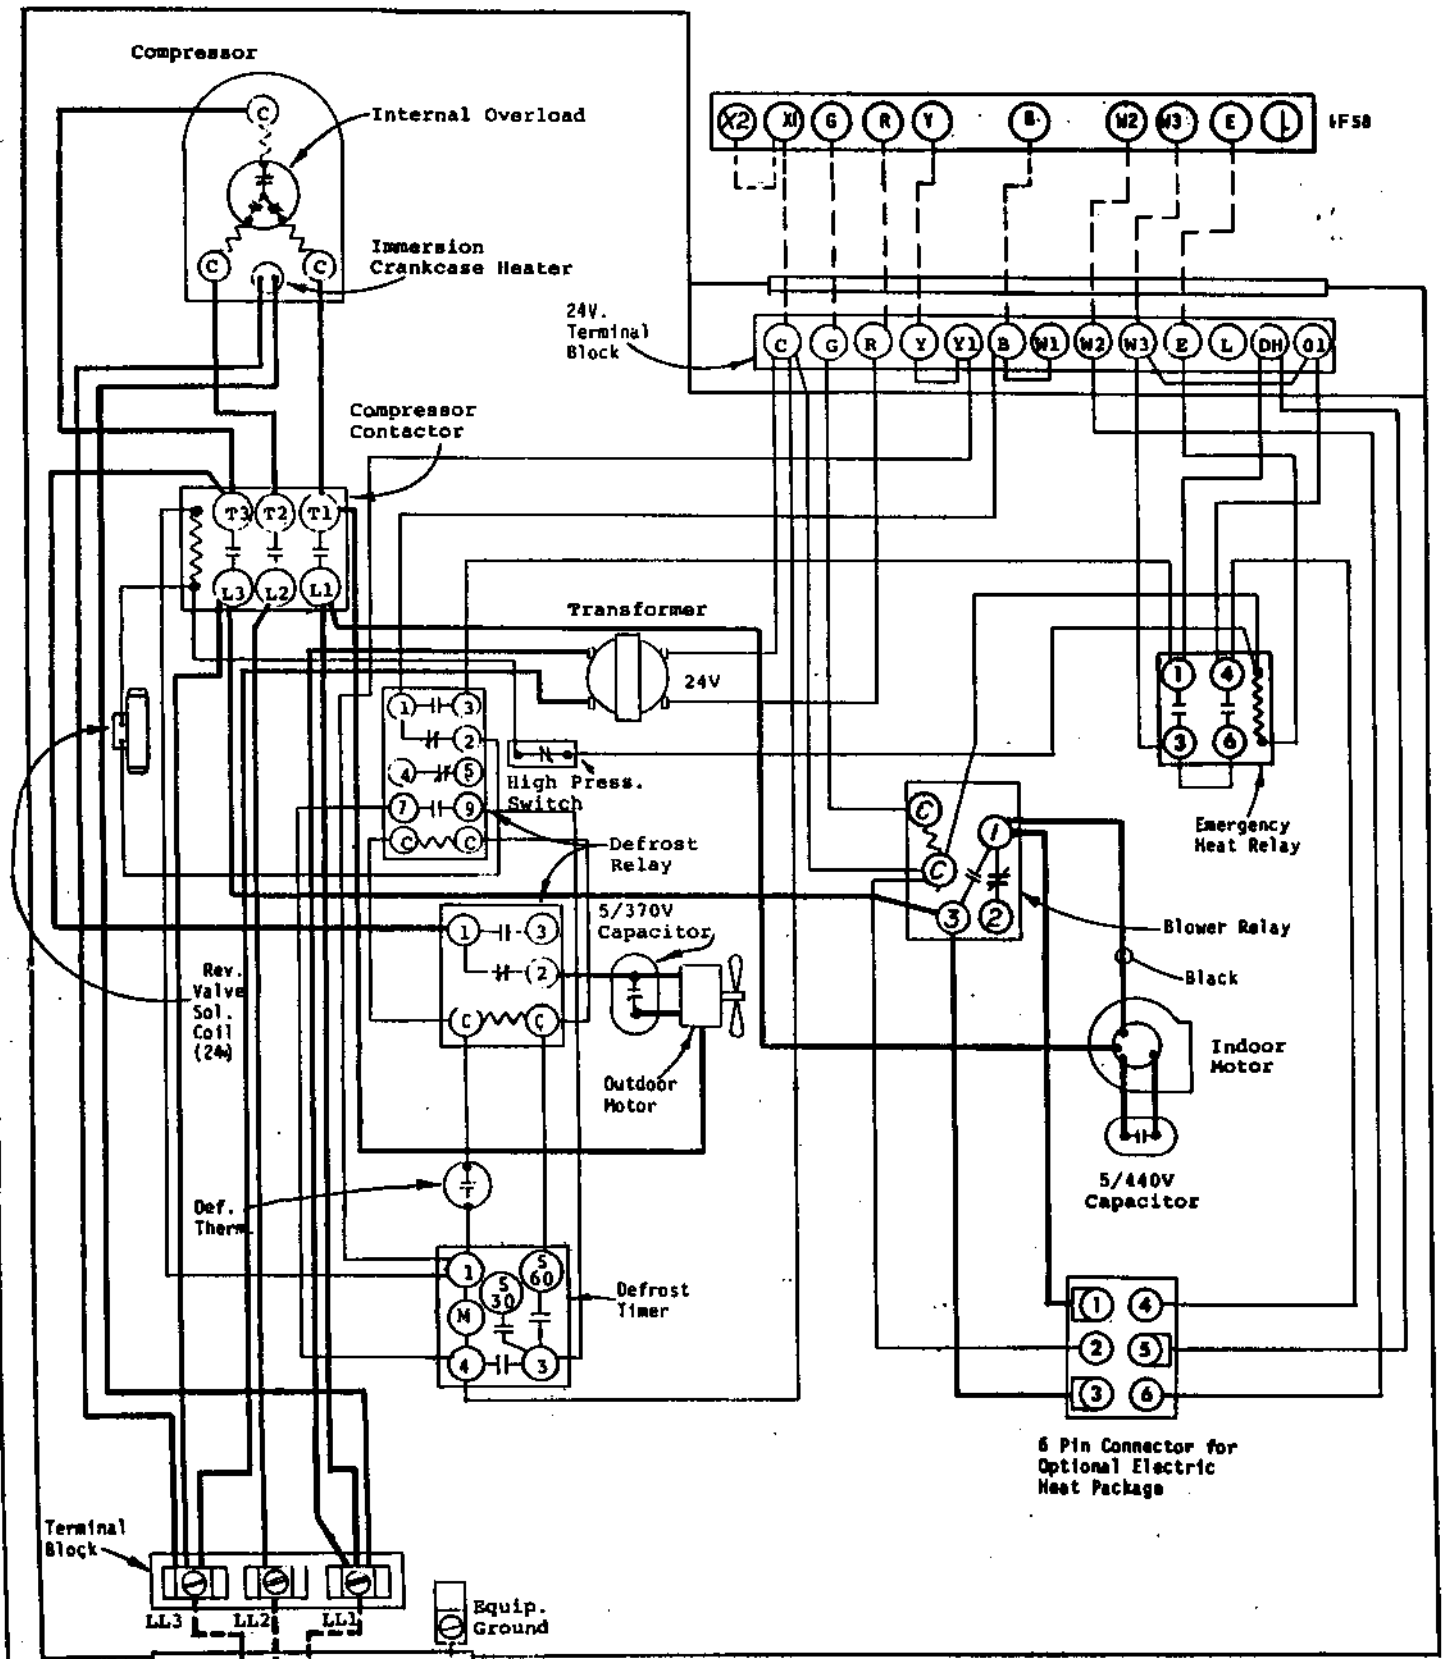 Compressor
C
Internal Overload
C
C
Immersion
Crankcase Heater
X2 X1 G R Y B W2 W3 E L
24V.
Terminal
Block
C G R Y Y1 B W1 W2 W3 E L DH O1
Compressor
Contactor
T3 T2 T1
L3 L2 L1
Transformer
24V
1 3
2
4 5
7 9
C C
High Press.
Switch
Defrost
Relay
1 4
3 6
Emergency
Heat Relay
C
1
C
3 2
Blower Relay
Black
5/370V
Capacitor
1 3
2
C C
Rev.
Valve
Sol.
Coil
Outdoor
Motor
Indoor
Motor
5/440V
Capacitor
Def.
Therm
1
S
30
S
60
M
4 3
Defrost
Timer
1 4
2 5
3 6
6 Pin Connector for
Optional Electric
Heat Package
Terminal
Block
LL3 LL2 LL1
Equip.
Ground